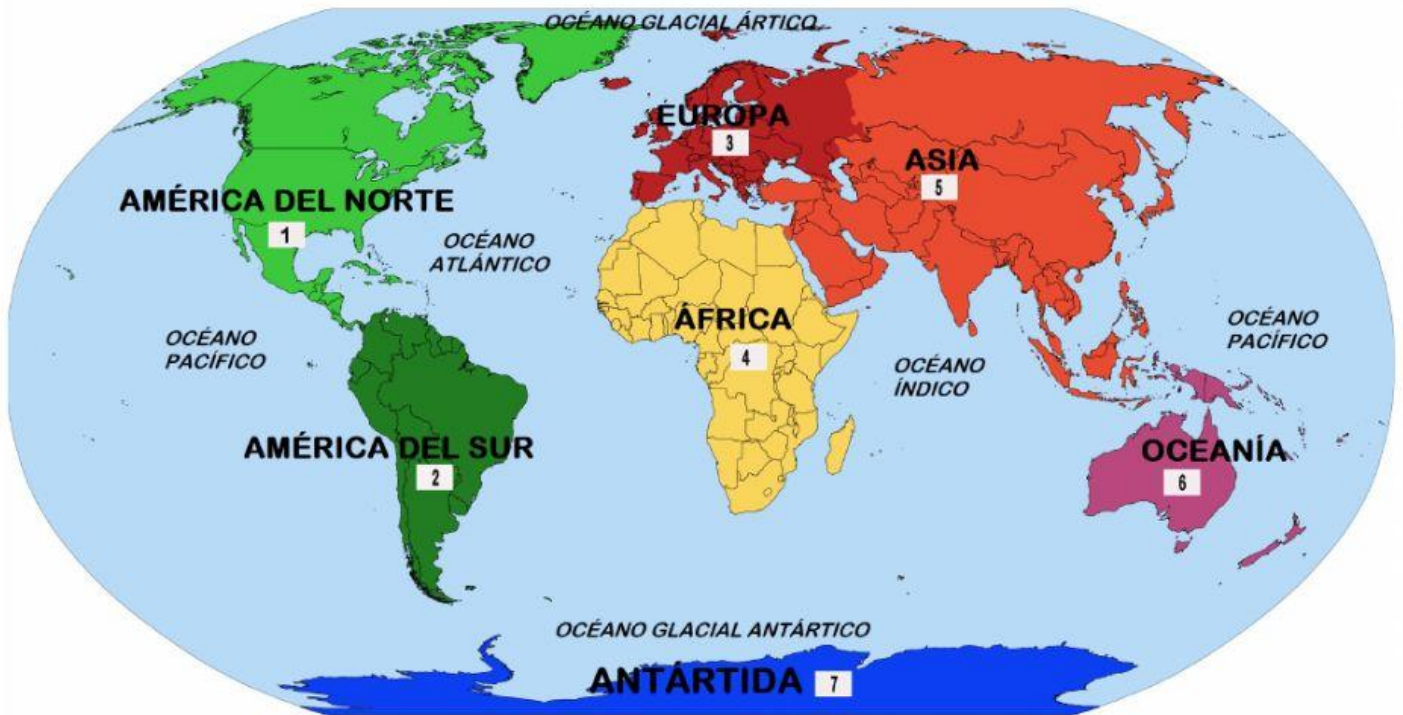 OCÉANO GLACIAL ÁRTICO
EUROPA
3
ASIA
5
AMÉRICA DEL NORTE
1
OCÉANO
ATLÁNTICO
ÁFRICA
4
OCÉANO
PACÍFICO
OCÉANO
PACÍFICO
OCÉANO
ÍNDICO
AMÉRICA DEL SUR
2
OCEANÍA
6
OCÉANO GLACIAL ANTÁRTICO
ANTÁRTIDA 7